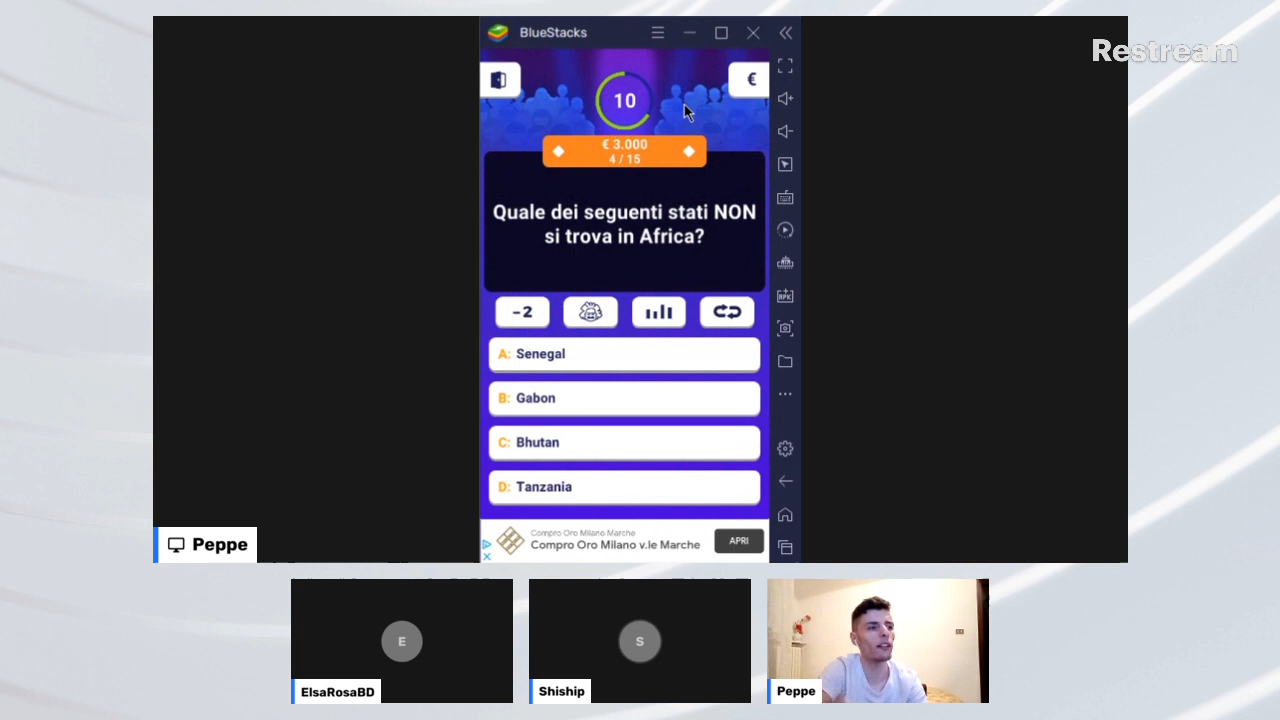 BlueStacks
Restream
€
10
€ 3.000
4 / 15
Quale dei seguenti stati NON
si trova in Africa?
-2
A: Senegal
B: Gabon
C: Bhutan
D: Tanzania
Compro Oro Milano Marche
Compro Oro Milano v.le Marche
APRI
Peppe
E
S
ElsaRosaBD
Shiship
Peppe